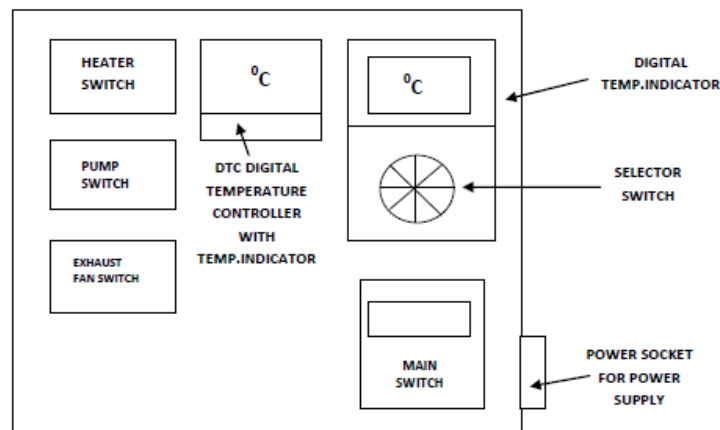 HEATER
SWITCH
⁰C
⁰C
DIGITAL
TEMP.INDICATOR
PUMP
SWITCH
DTC DIGITAL
TEMPERATURE
CONTROLLER
WITH
TEMP.INDICATOR
SELECTOR
SWITCH
EXHAUST
FAN SWITCH
MAIN
SWITCH
POWER SOCKET
FOR POWER
SUPPLY